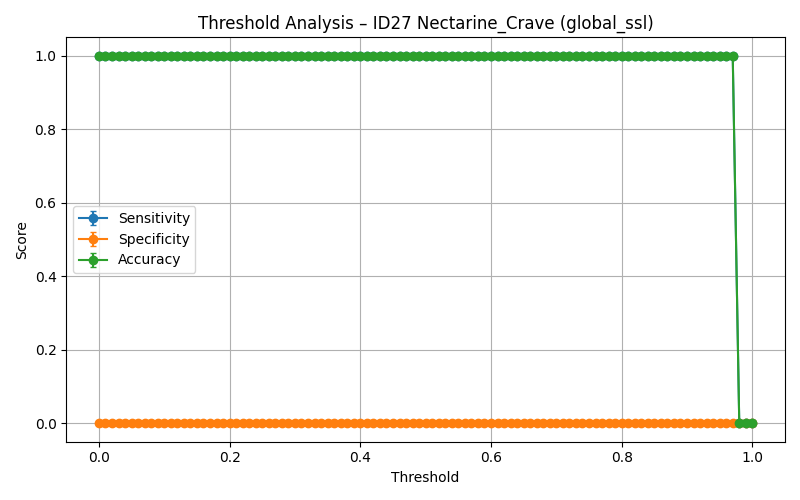 Threshold Analysis – ID27 Nectarine_Crave (global_ssl)
1.0
0.8
0.6
0.4
0.2
0.0
Score
Sensitivity
Specificity
Accuracy
0.0 0.2 0.4 0.6 0.8 1.0
Threshold